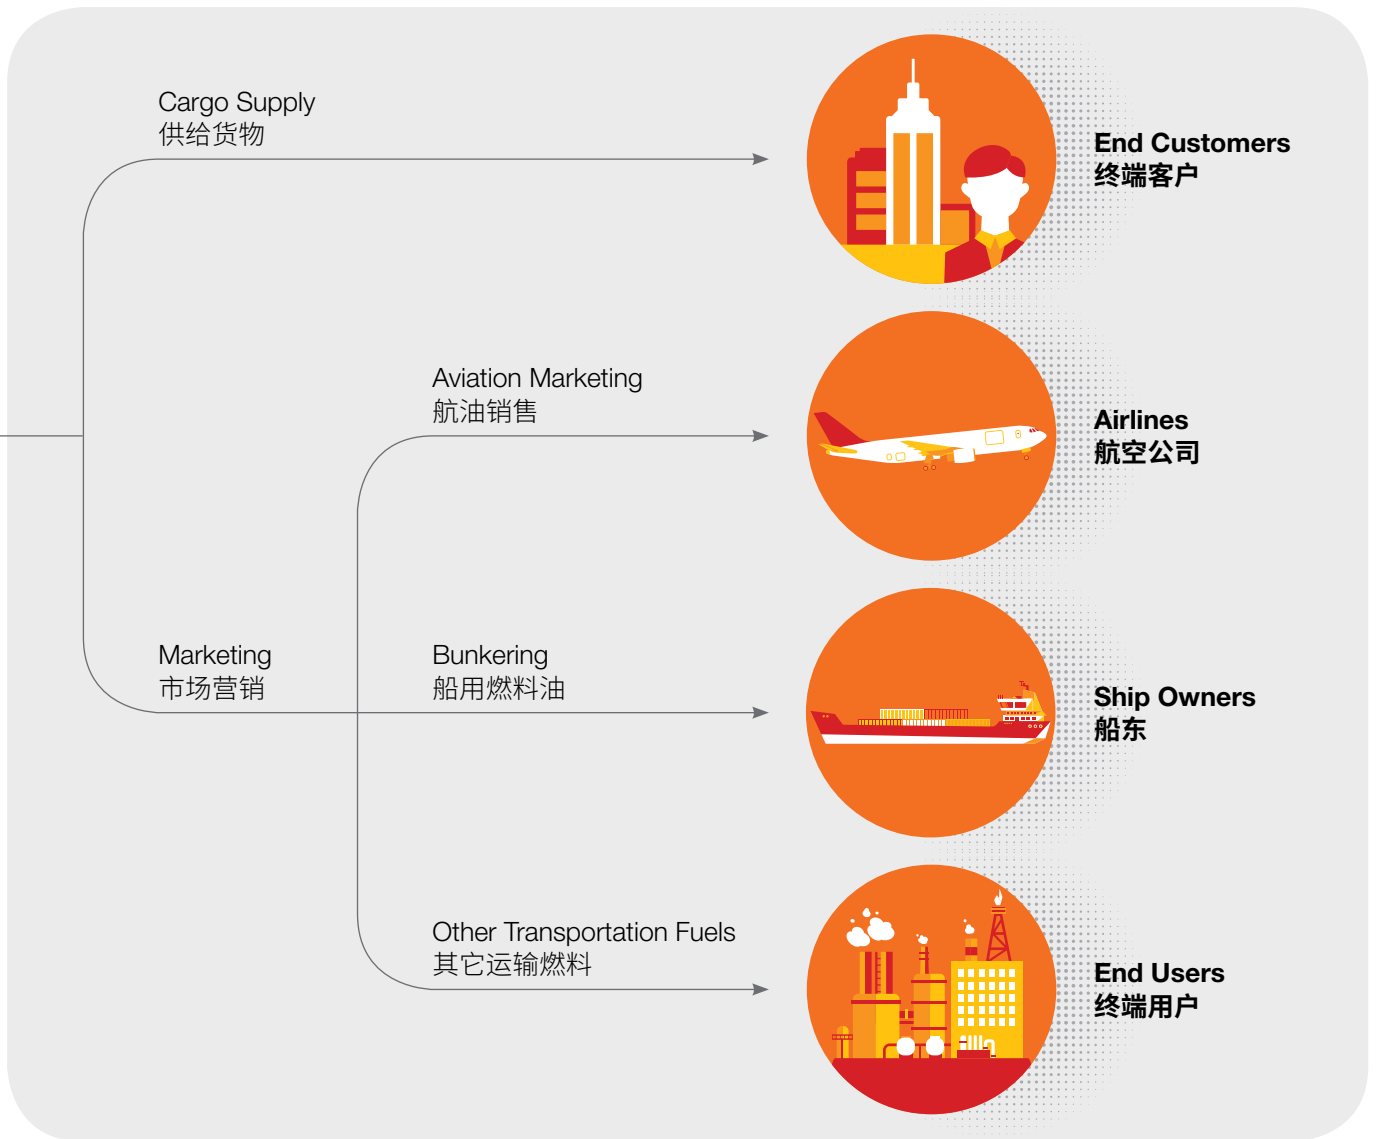 Cargo Supply
供给货物
End Customers
终端客户
Aviation Marketing
航油销售
Airlines
航空公司
Marketing
市场营销
Bunkering
船用燃料油
Ship Owners
船东
Other Transportation Fuels
其它运输燃料
End Users
终端用户